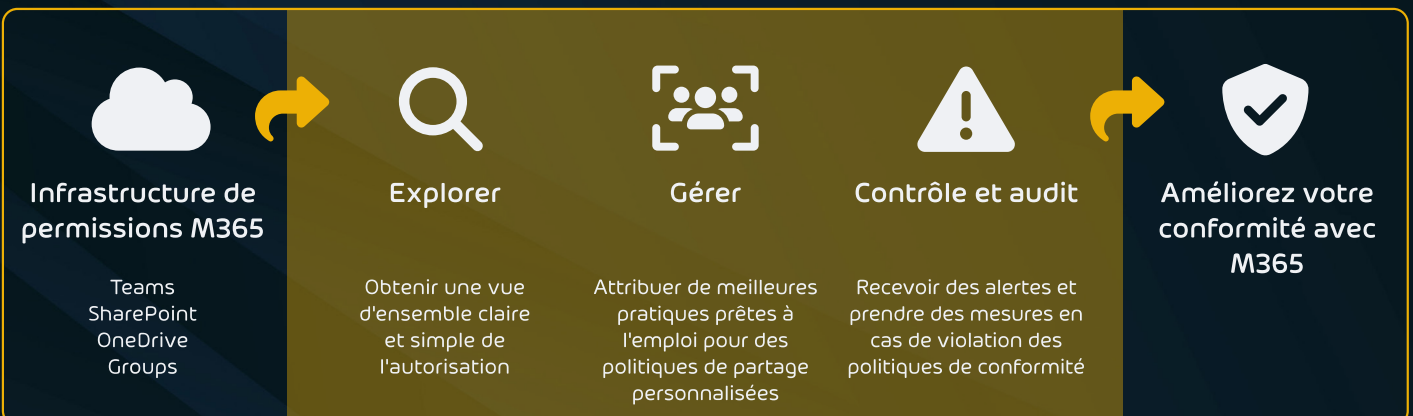 Infrastructure de
permissions M365
Teams
SharePoint
OneDrive
Groups
Explorer
Obtenir une vue
d'ensemble claire
et simple de
l'autorisation
Gérer
Attribuer de meilleures
pratiques prêtes à
l'emploi pour des
politiques de partage
personnalisées
Contrôle et audit
Recevoir des alertes et
prendre des mesures en
cas de violation des
politiques de conformité
Améliorez votre
conformité avec
M365